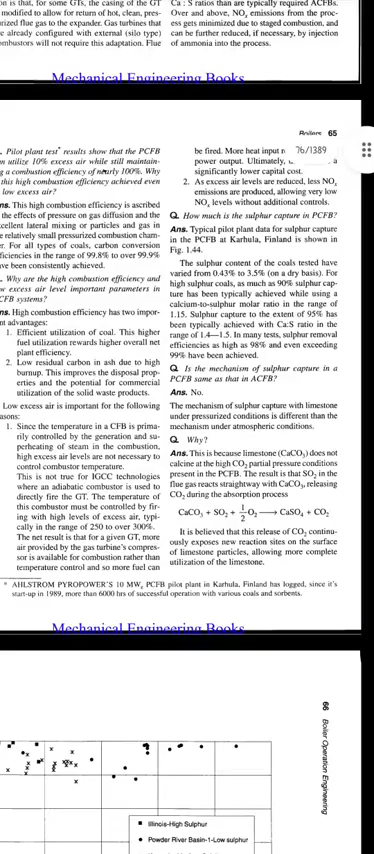 on is that, for some GTs, the casing of the GT
modified to allow for return of hot, clean, pres-
rized flue gas to the expander. Gas turbines that
e already configured with external (silo type)
ombustors will not require this adaptation. Flue
Ca : S ratios than are typically required ACFBs.
Over and above, NOx emissions from the proc-
ess gets minimized due to staged combustion, and
can be further reduced, if necessary, by injection
of ammonia into the process.
Mechanical Engineering Books
Boilers 65
76/1389
. Pilot plant test* results show that the PCFB
n utilize 10% excess air while still maintain-
g a combustion efficiency of nearly 100%. Why
this high combustion efficiency achieved even
low excess air?
ns. This high combustion efficiency is ascribed
the effects of pressure on gas diffusion and the
xcellent lateral mixing of particles and gas in
e relatively small pressurized combustion cham-
er. For all types of coals, carbon conversion
ficiencies in the range of 99.8% to over 99.9%
ave been consistently achieved.
. Why are the high combustion efficiency and
w excess air level important parameters in
CFB systems?
ns. High combustion efficiency has two impor-
nt advantages:
1. Efficient utilization of coal. This higher
fuel utilization rewards higher overall net
plant efficiency.
2. Low residual carbon in ash due to high
burnup. This improves the disposal prop-
erties and the potential for commercial
utilization of the solid waste products.
Low excess air is important for the following
asons:
1. Since the temperature in a CFB is prima-
rily controlled by the generation and su-
perheating of steam in the combustion,
high excess air levels are not necessary to
control combustor temperature.
This is not true for IGCC technologies
where an adiabatic combustor is used to
directly fire the GT. The temperature of
this combustor must be controlled by fir-
ing with high levels of excess air, typi-
cally in the range of 250 to over 300%.
The net result is that for a given GT, more
air provided by the gas turbine's compres-
sor is available for combustion rather than
temperature control and so more fuel can
be fired. More heat input
power output. Ultimately, a
significantly lower capital cost.
2. As excess air levels are reduced, less NOx
emissions are produced, allowing very low
NOx levels without additional controls.
Q. How much is the sulphur capture in PCFB?
Ans. Typical pilot plant data for sulphur capture
in the PCFB at Karhula, Finland is shown in
Fig. 1.44.
The sulphur content of the coals tested have
varied from 0.43% to 3.5% (on a dry basis). For
high sulphur coals, as much as 90% sulphur cap-
ture has been typically achieved while using a
calcium-to-sulphur molar ratio in the range of
1.15. Sulphur capture to the extent of 95% has
been typically achieved with Ca:S ratio in the
range of 1.4—1.5. In many tests, sulphur removal
efficiencies as high as 98% and even exceeding
99% have been achieved.
Q. Is the mechanism of sulphur capture in a
PCFB same as that in ACFB?
Ans. No.
The mechanism of sulphur capture with limestone
under pressurized conditions is different than the
mechanism under atmospheric conditions.
Q. Why?
Ans. This is because limestone (CaCO3) does not
calcine at the high CO2 partial pressure conditions
present in the PCFB. The result is that SO2 in the
flue gas reacts straightway with CaCO3, releasing
CO2 during the absorption process
CaCO3 + SO2 + 1/2 O2 ⟶ CaSO4 + CO2
It is believed that this release of CO2 continu-
ously exposes new reaction sites on the surface
of limestone particles, allowing more complete
utilization of the limestone.
* AHLSTROM PYROPOWER'S 10 MWe PCFB pilot plant in Karhula, Finland has logged, since it's
start-up in 1989, more than 6000 hrs of successful operation with various coals and sorbents.
Mechanical Engineering Books
66 Boiler Operation Engineering
■ Illinois-High Sulphur
● Powder River Basin-1-Low sulphur